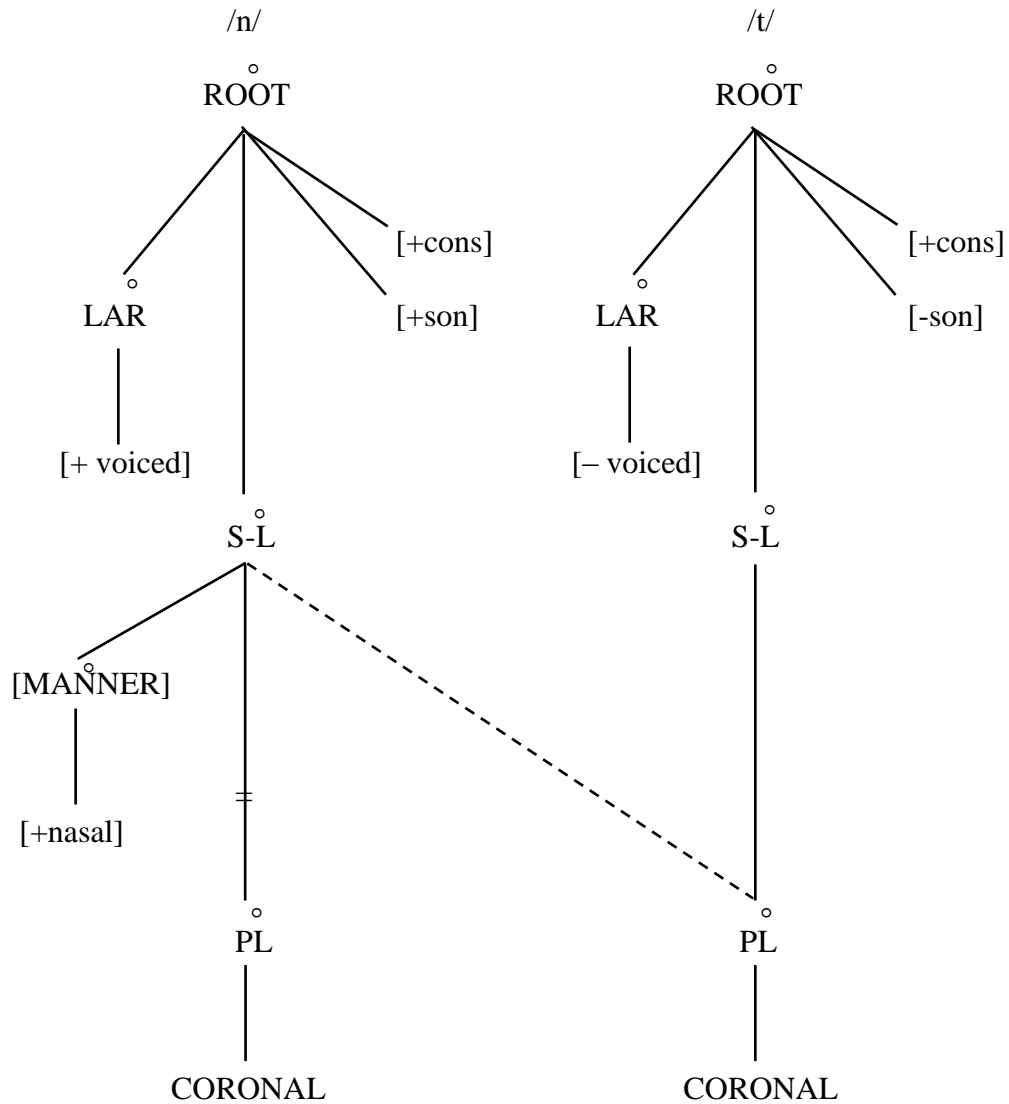 /n/ /t/
ROOT ROOT
[+cons] [+cons]
LAR [+son] LAR [-son]
[+ voiced] [– voiced]
S-L S-L
[MANNER]
[+nasal]
PL PL
CORONAL CORONAL